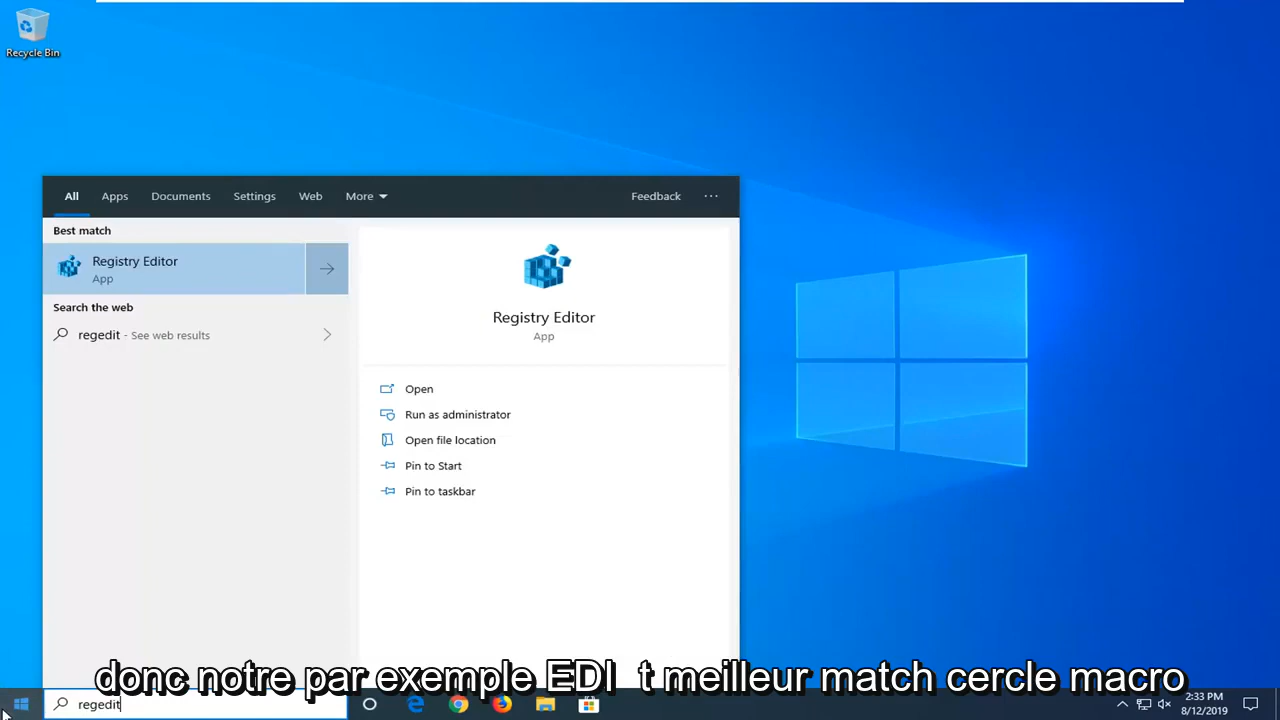 Recycle Bin
All Apps Documents Settings Web More Feedback ...
Best match
Registry Editor
App
Search the web
regedit - See web results
Registry Editor
App
Open
Run as administrator
Open file location
Pin to Start
Pin to taskbar
donc notre par exemple EDI t meilleur match cercle macro
regedit
2:33 PM
8/12/2019